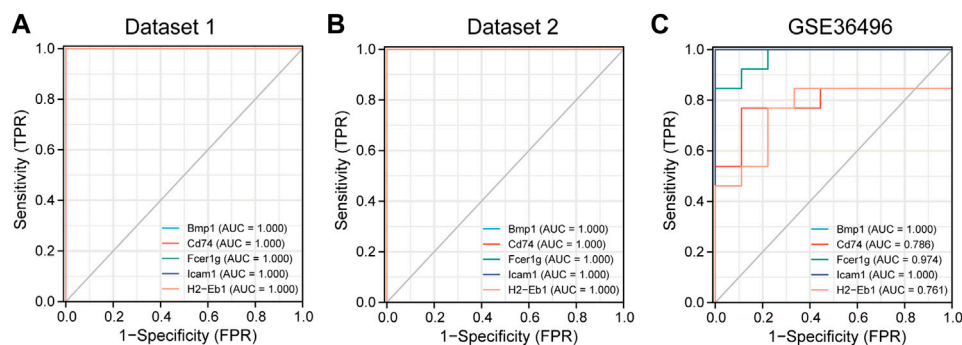 A
Dataset 1
Sensitivity (TPR)
1.0
0.8
0.6
0.4
0.2
0.0
Bmp1 (AUC = 1.000)
Cd74 (AUC = 1.000)
Fcer1g (AUC = 1.000)
Icam1 (AUC = 1.000)
H2−Eb1 (AUC = 1.000)
0.0 0.2 0.4 0.6 0.8 1.0
1-Specificity (FPR)
B
Dataset 2
Sensitivity (TPR)
1.0
0.8
0.6
0.4
0.2
0.0
Bmp1 (AUC = 1.000)
Cd74 (AUC = 1.000)
Fcer1g (AUC = 1.000)
Icam1 (AUC = 1.000)
H2−Eb1 (AUC = 1.000)
0.0 0.2 0.4 0.6 0.8 1.0
1-Specificity (FPR)
C
GSE36496
Sensitivity (TPR)
1.0
0.8
0.6
0.4
0.2
0.0
Bmp1 (AUC = 1.000)
Cd74 (AUC = 0.786)
Fcer1g (AUC = 0.974)
Icam1 (AUC = 1.000)
H2−Eb1 (AUC = 0.761)
0.0 0.2 0.4 0.6 0.8 1.0
1-Specificity (FPR)